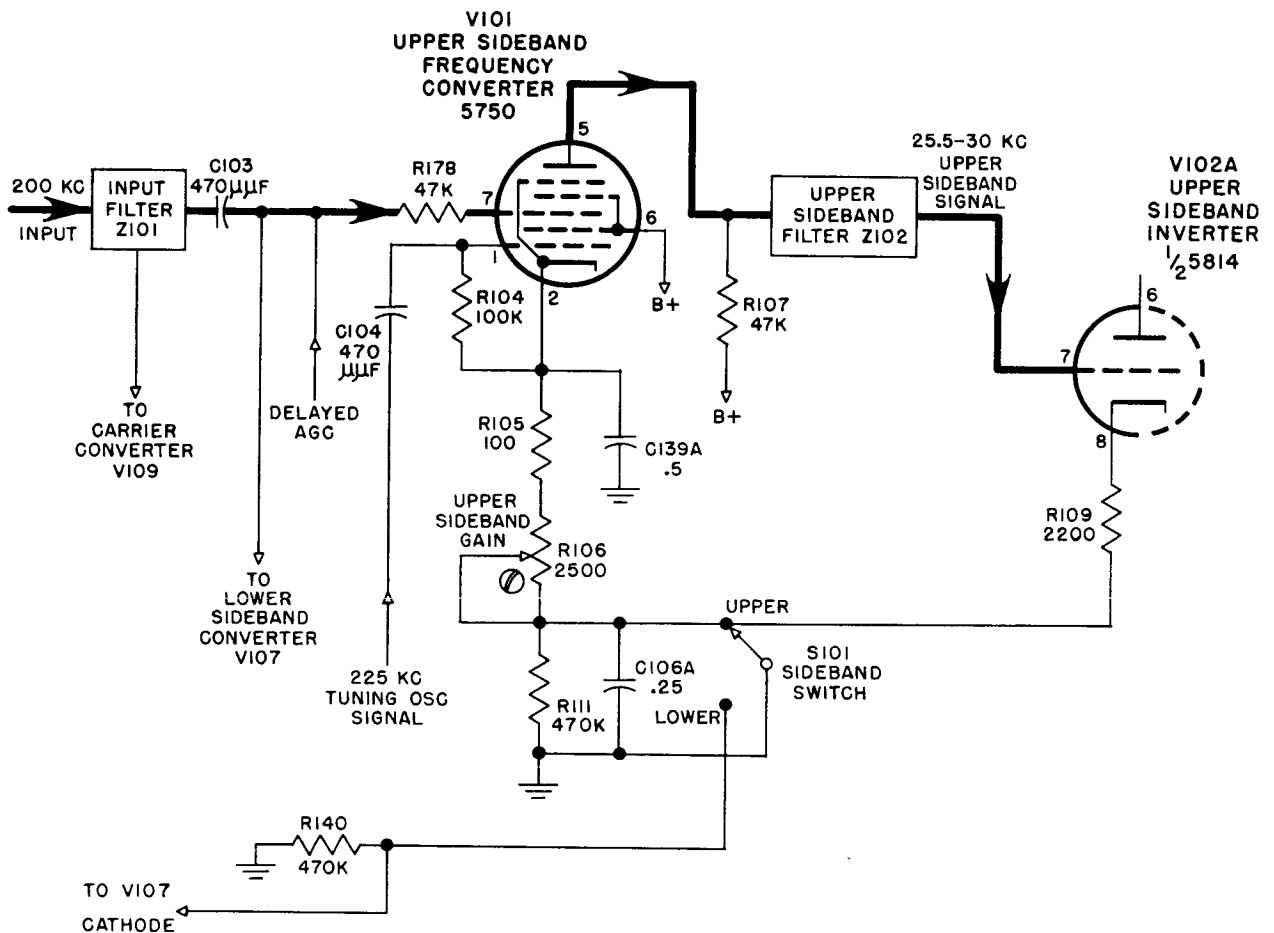 V101
UPPER SIDEBAND
FREQUENCY
CONVERTER
5750
5
C103
470μμF
R178
47K
200 KC
INPUT
INPUT
FILTER
Z101
7
6
1
2
B+
25.5-30 KC
UPPER
SIDEBAND
SIGNAL
UPPER
SIDEBAND
FILTER Z102
V102A
UPPER
SIDEBAND
INVERTER
1/2 5814
6
7
8
R104
100K
C104
470
μμF
R107
47K
B+
TO
CARRIER
CONVERTER
V109
DELAYED
AGC
R105
100
C139A
.5
UPPER
SIDEBAND
GAIN
R106
2500
R109
2200
TO
LOWER
SIDEBAND
CONVERTER
V107
225 KC
TUNING OSC
SIGNAL
UPPER
S101
SIDEBAND
SWITCH
R111
470K
C106A
.25
LOWER
R140
470K
TO V107
CATHODE